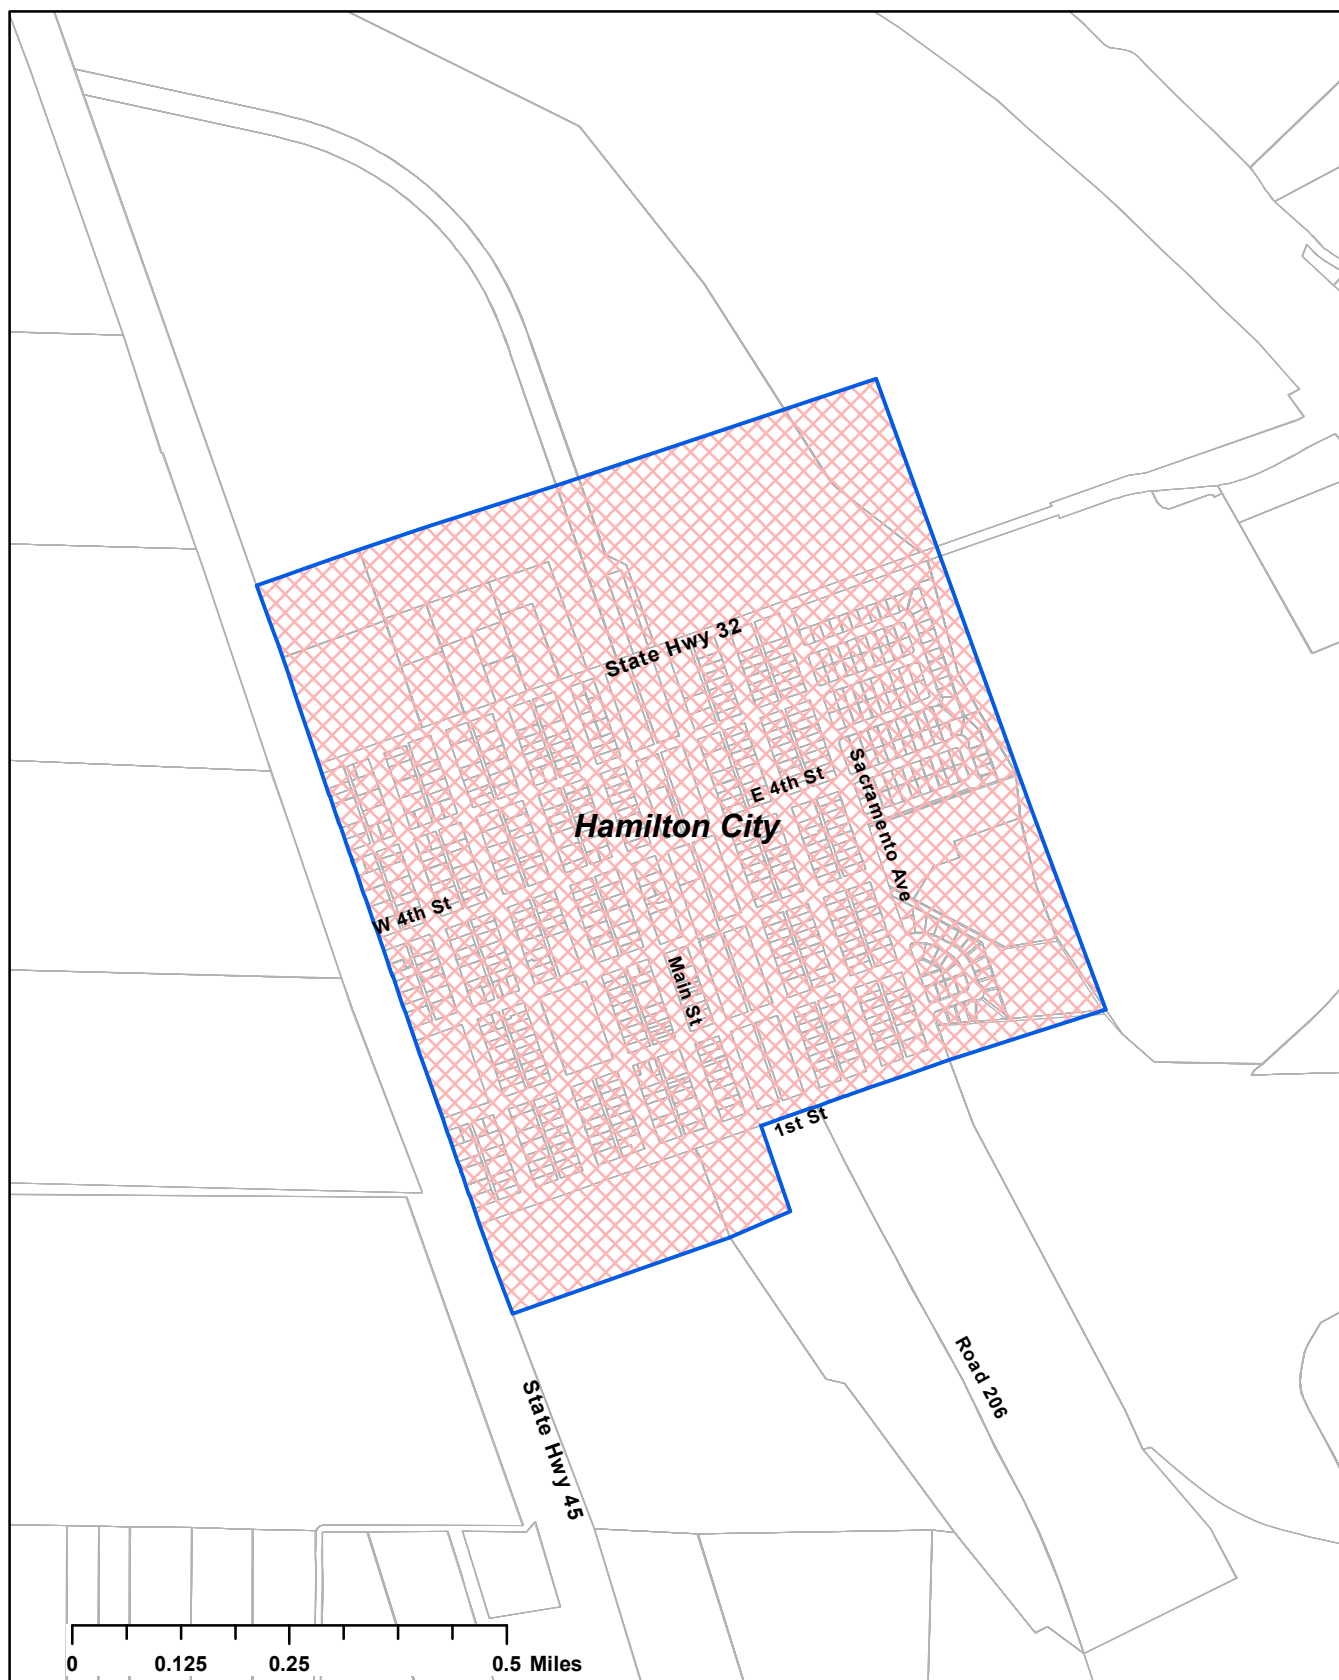 State Hwy 32
E 4th St
Sacramento Ave
Hamilton City
W 4th St
Main St
1st St
Road 206
State Hwy 45
0 0.125 0.25 0.5 Miles